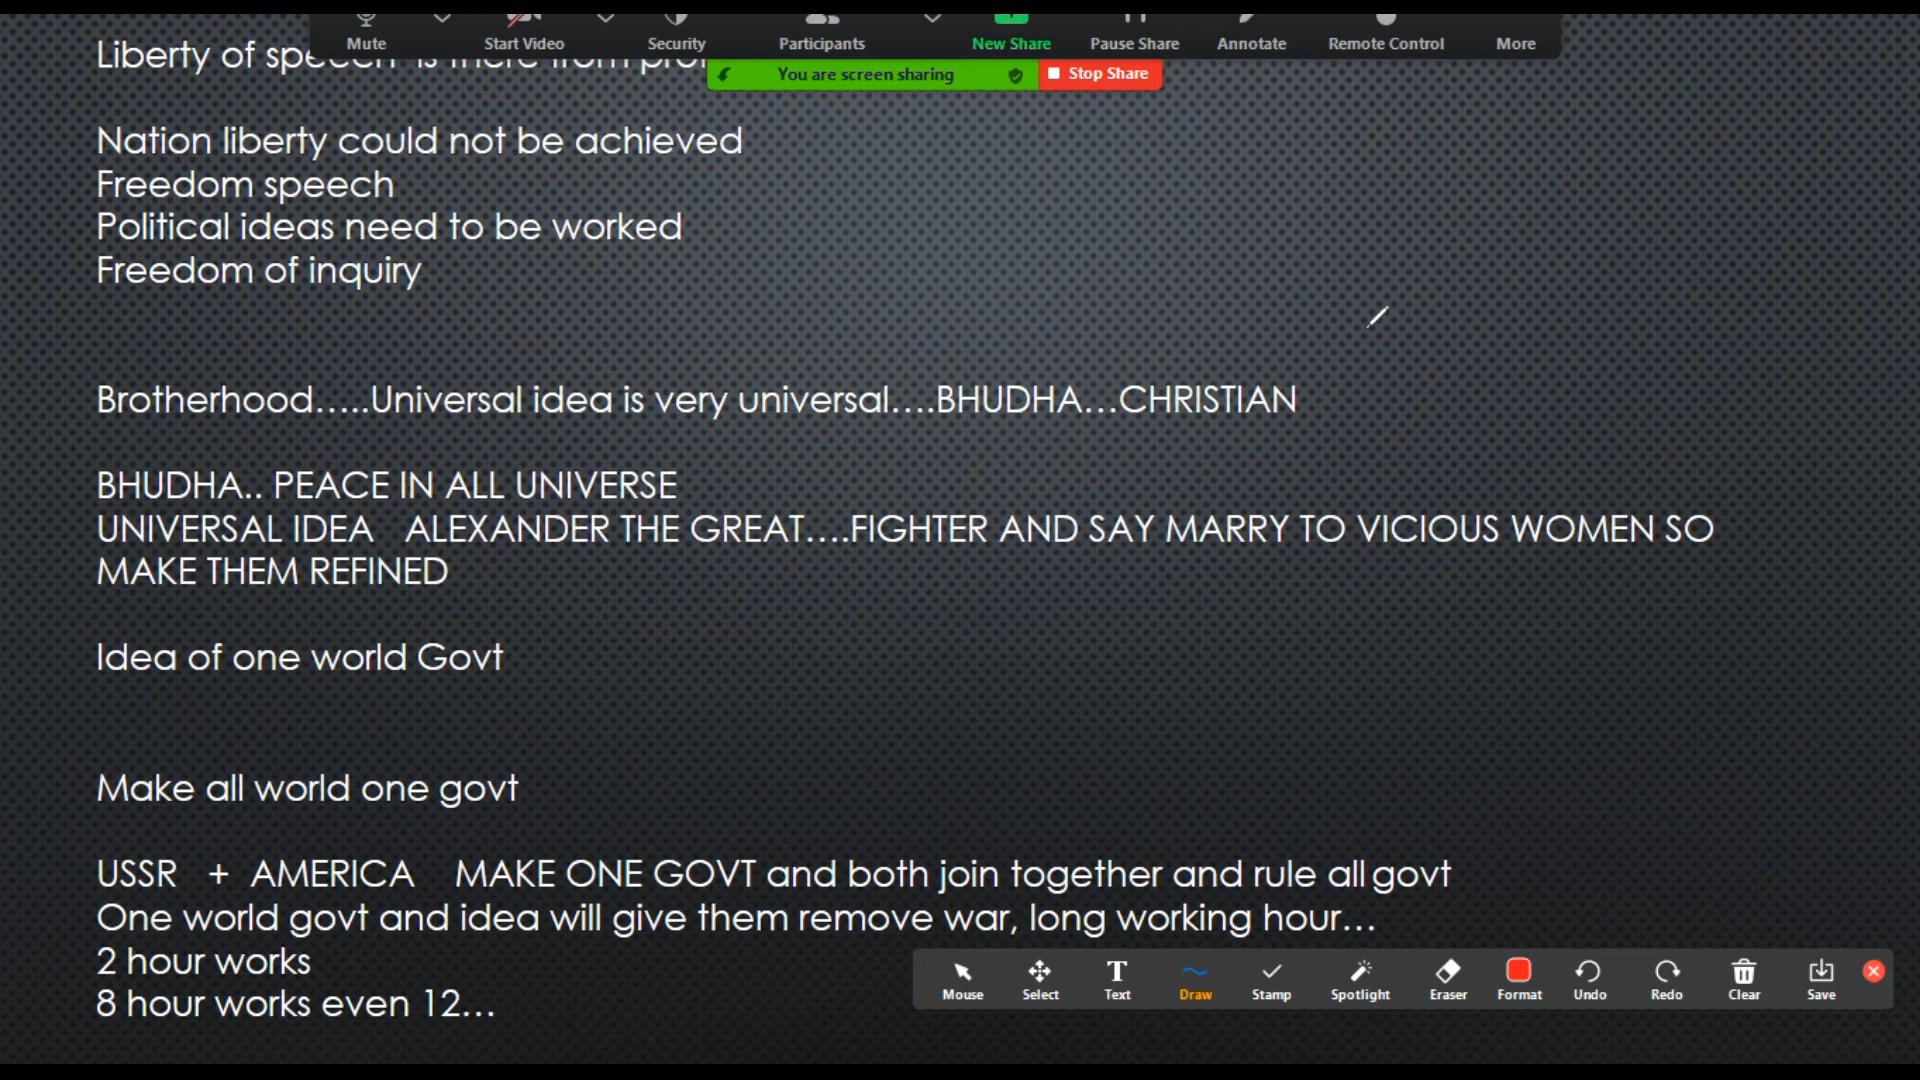 Mute
Start Video
Security
Participants
New Share
Pause Share
Annotate
Remote Control
More
Liberty of speech is there from
You are screen sharing
Stop Share
Nation liberty could not be achieved
Freedom speech
Political ideas need to be worked
Freedom of inquiry
Brotherhood.....Universal idea is very universal....BHUDHA...CHRISTIAN
BHUDHA.. PEACE IN ALL UNIVERSE
UNIVERSAL IDEA   ALEXANDER THE GREAT....FIGHTER AND SAY MARRY TO VICIOUS WOMEN SO
MAKE THEM REFINED
Idea of one world Govt
Make all world one govt
USSR   +  AMERICA    MAKE ONE GOVT and both join together and rule all govt
One world govt and idea will give them remove war, long working hour...
2 hour works
8 hour works even 12...
Mouse
Select
Text
Draw
Stamp
Spotlight
Eraser
Format
Undo
Redo
Clear
Save